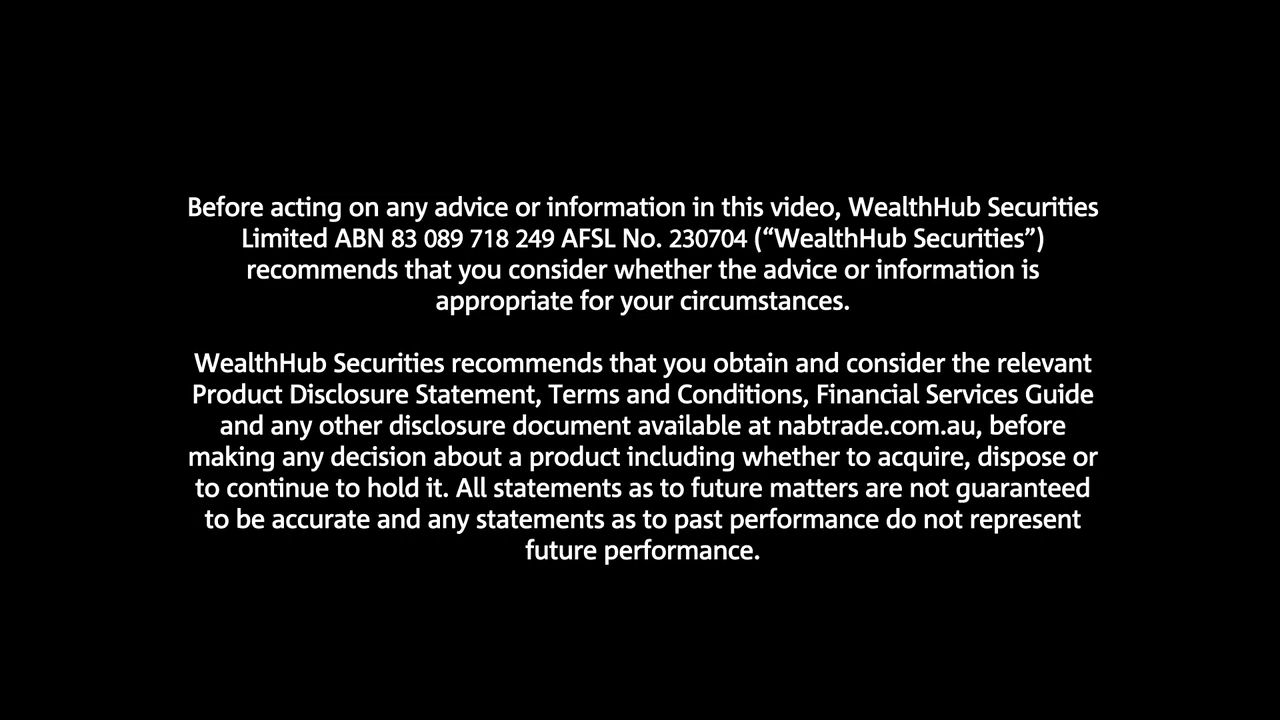 Before acting on any advice or information in this video, WealthHub Securities
Limited ABN 83 089 718 249 AFSL No. 230704 (“WealthHub Securities”)
recommends that you consider whether the advice or information is
appropriate for your circumstances.
WealthHub Securities recommends that you obtain and consider the relevant
Product Disclosure Statement, Terms and Conditions, Financial Services Guide
and any other disclosure document available at nabtrade.com.au, before
making any decision about a product including whether to acquire, dispose or
to continue to hold it. All statements as to future matters are not guaranteed
to be accurate and any statements as to past performance do not represent
future performance.